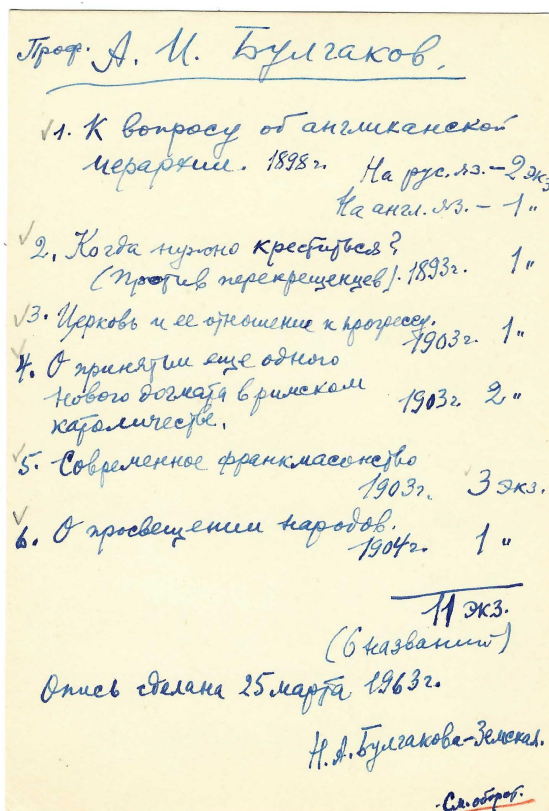 Проф. А. И. Булгаков.
1. К вопросу об англиканской
иерархии. 1898 г.
На рус. яз. – 2 экз
На англ. яз. – 1 "
2. Когда нужно креститься?
(Против перекрещенцев). 1893 г. 1 "
3. Церковь и ее отношение к прогрессу.
1903 г. 1 "
4. О принятии еще одного
нового догмата в римском
католичестве. 1903 г. 2 "
5. Современное франкмасонство
1903 г. 3 экз.
6. О просвещении народов.
1904 г. 1 "
11 экз.
(6 названий)
Опись сделана 25 марта 1963 г.
Н. А. Булгакова-Земская.
См. оборот.